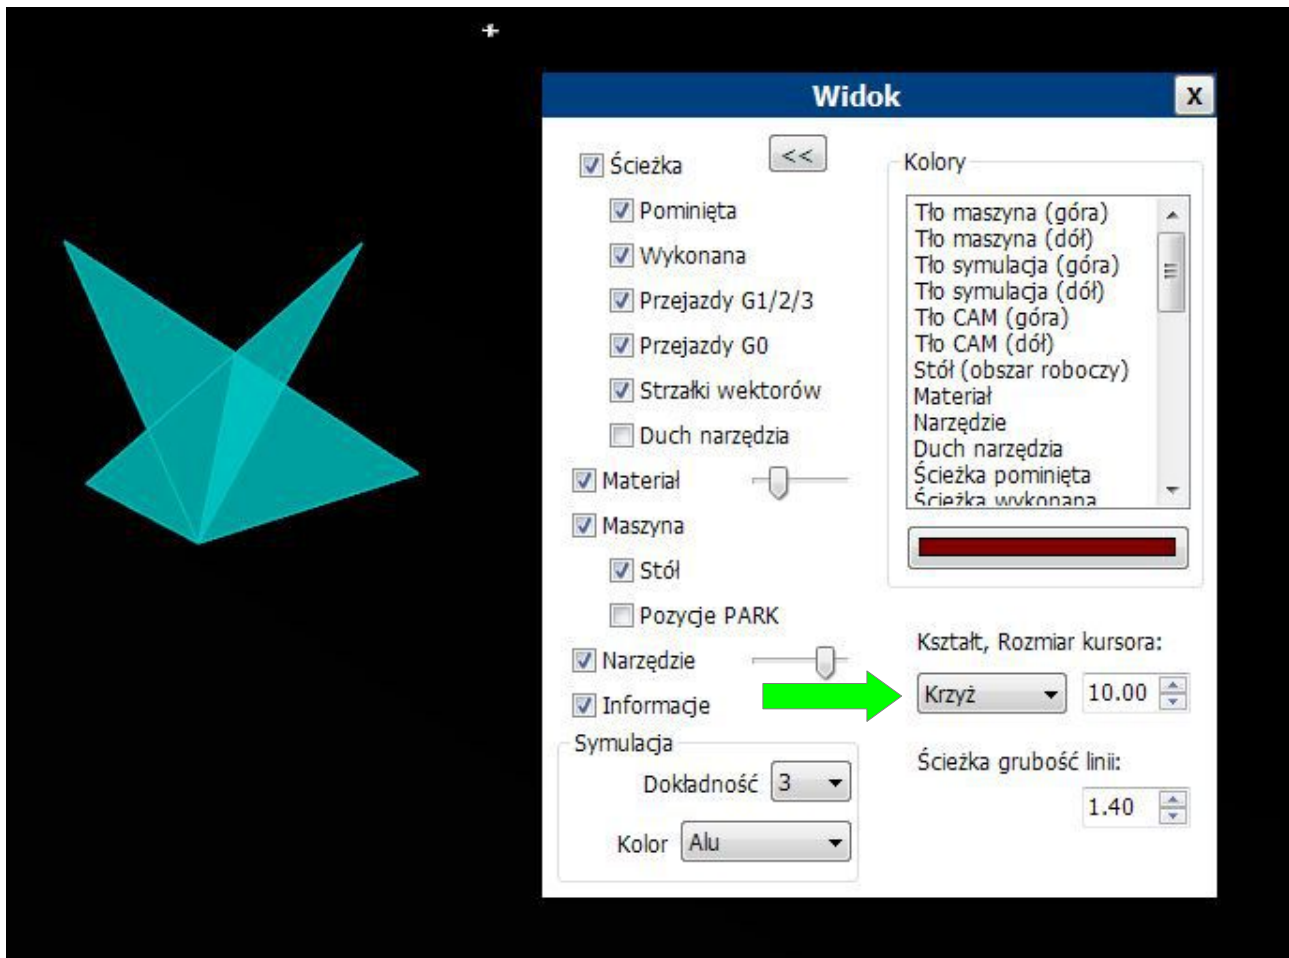 Widok
X
Ścieżka
<<
Pominięta
Wykonana
Przejazdy G1/2/3
Przejazdy G0
Strzałki wektorów
Duch narzędzia
Materiał
Maszyna
Stół
Pozycje PARK
Narzędzie
Informacje
Symulacja
Dokładność 3
Kolor Alu
Kolory
Tło maszyna (góra)
Tło maszyna (dół)
Tło symulacja (góra)
Tło symulacja (dół)
Tło CAM (góra)
Tło CAM (dół)
Stół (obszar roboczy)
Materiał
Narzędzie
Duch narzędzia
Ścieżka pominięta
Ścieżka wykonana
Kształt, Rozmiar kursora:
Krzyż 10.00
Ścieżka grubość linii:
1.40